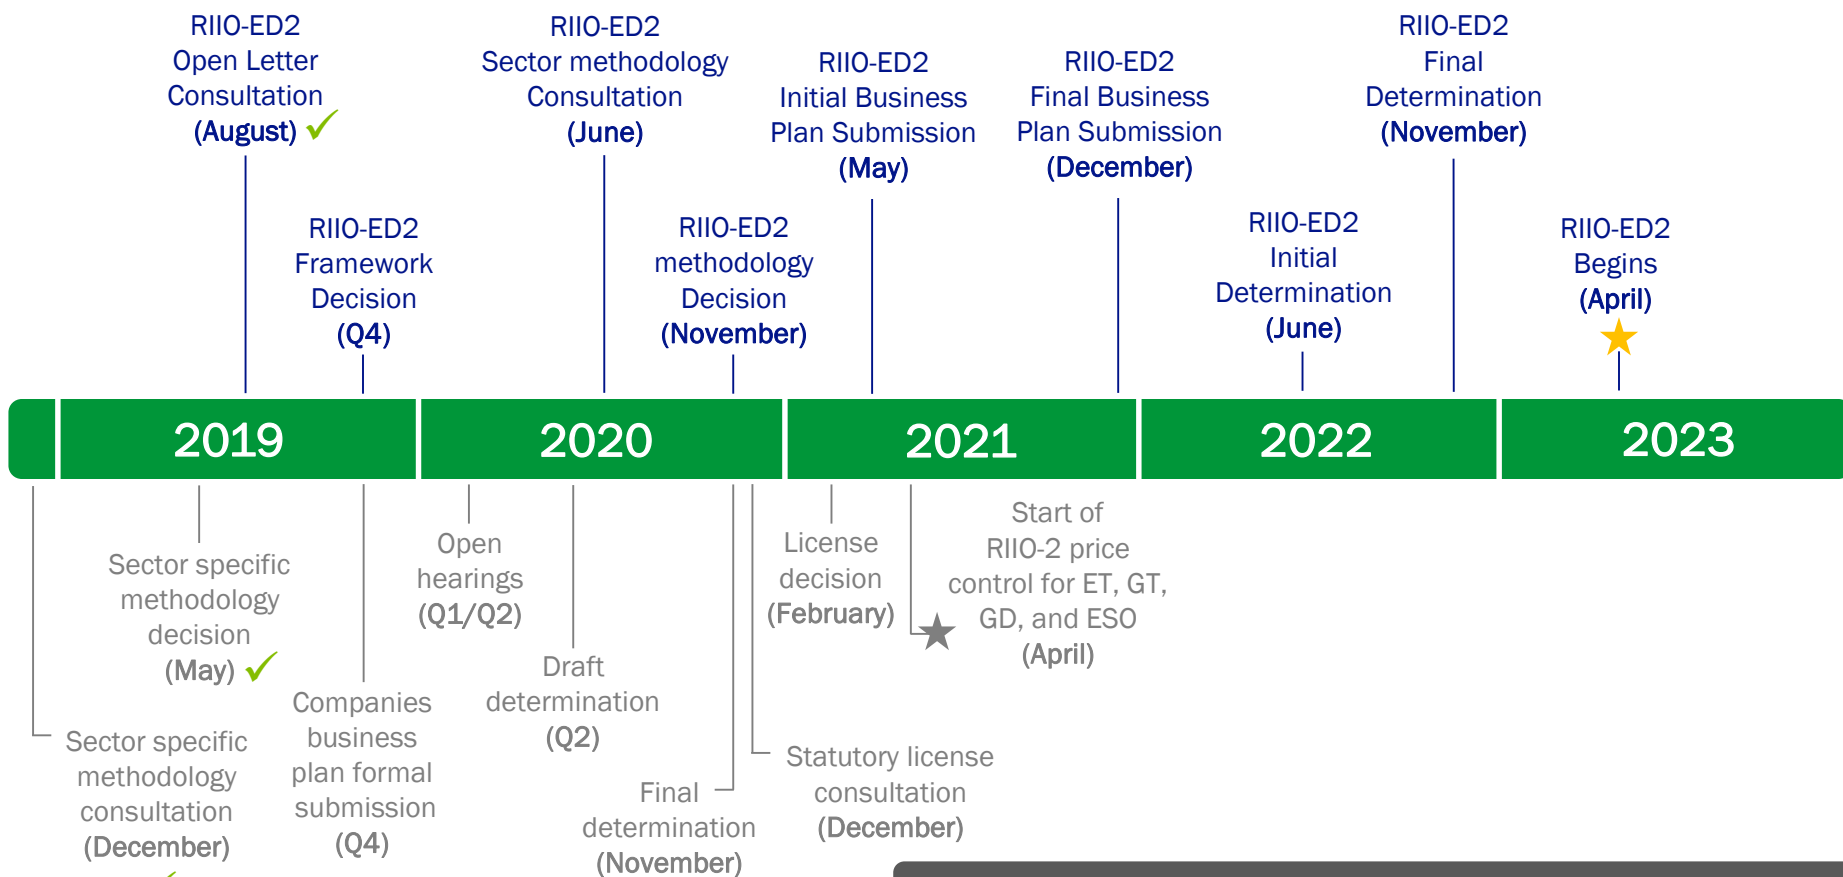 RIIO-ED2
Open Letter
Consultation
(August)
RIIO-ED2
Sector methodology
Consultation
(June)
RIIO-ED2
Initial Business
Plan Submission
(May)
RIIO-ED2
Final Business
Plan Submission
(December)
RIIO-ED2
Final
Determination
(November)
RIIO-ED2
Framework
Decision
(Q4)
RIIO-ED2
methodology
Decision
(November)
RIIO-ED2
Initial
Determination
(June)
RIIO-ED2
Begins
(April)
2019
2020
2021
2022
2023
Sector specific
methodology
decision
(May)
Open
hearings
(Q1/Q2)
License
decision
(February)
Start of
RIIO-2 price
control for ET, GT,
GD, and ESO
(April)
Sector specific
methodology
consultation
(December)
Companies
business
plan formal
submission
(Q4)
Draft
determination
(Q2)
Final
determination
(November)
Statutory license
consultation
(December)